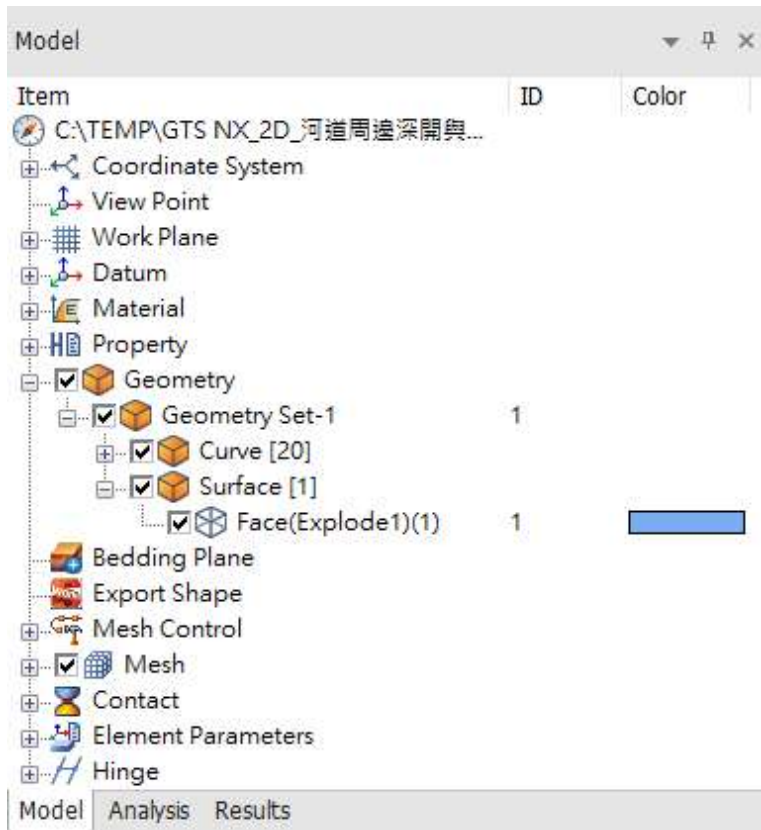 Model
Item ID Color
C:\TEMP\GTS NX_2D_河道周邊深開與...
Coordinate System
View Point
Work Plane
Datum
Material
Property
Geometry
Geometry Set-1 1
Curve [20]
Surface [1]
Face(Explode1)(1) 1
Bedding Plane
Export Shape
Mesh Control
Mesh
Contact
Element Parameters
Hinge
Model Analysis Results